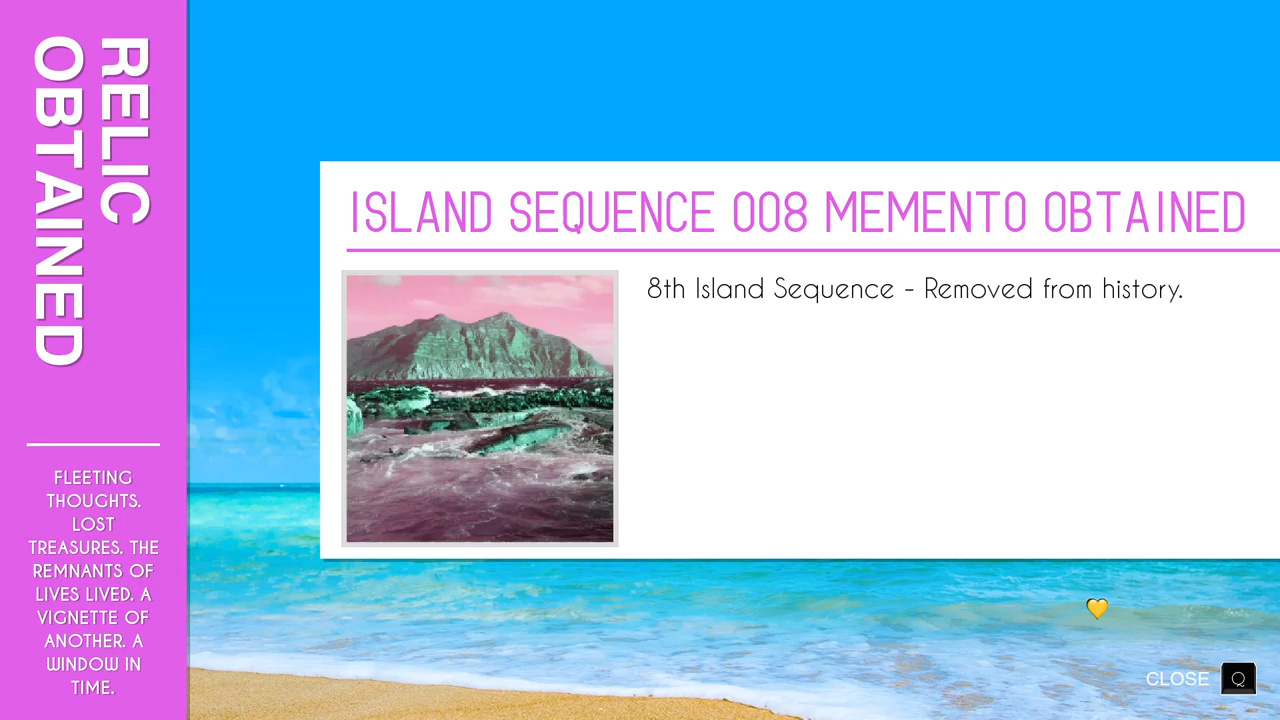 RELIC
OBTAINED
FLEETING
THOUGHTS.
LOST
TREASURES. THE
REMNANTS OF
LIVES LIVED. A
VIGNETTE OF
ANOTHER. A
WINDOW IN
TIME.
ISLAND SEQUENCE 008 MEMENTO OBTAINED
8th Island Sequence - Removed from history.
CLOSE Q